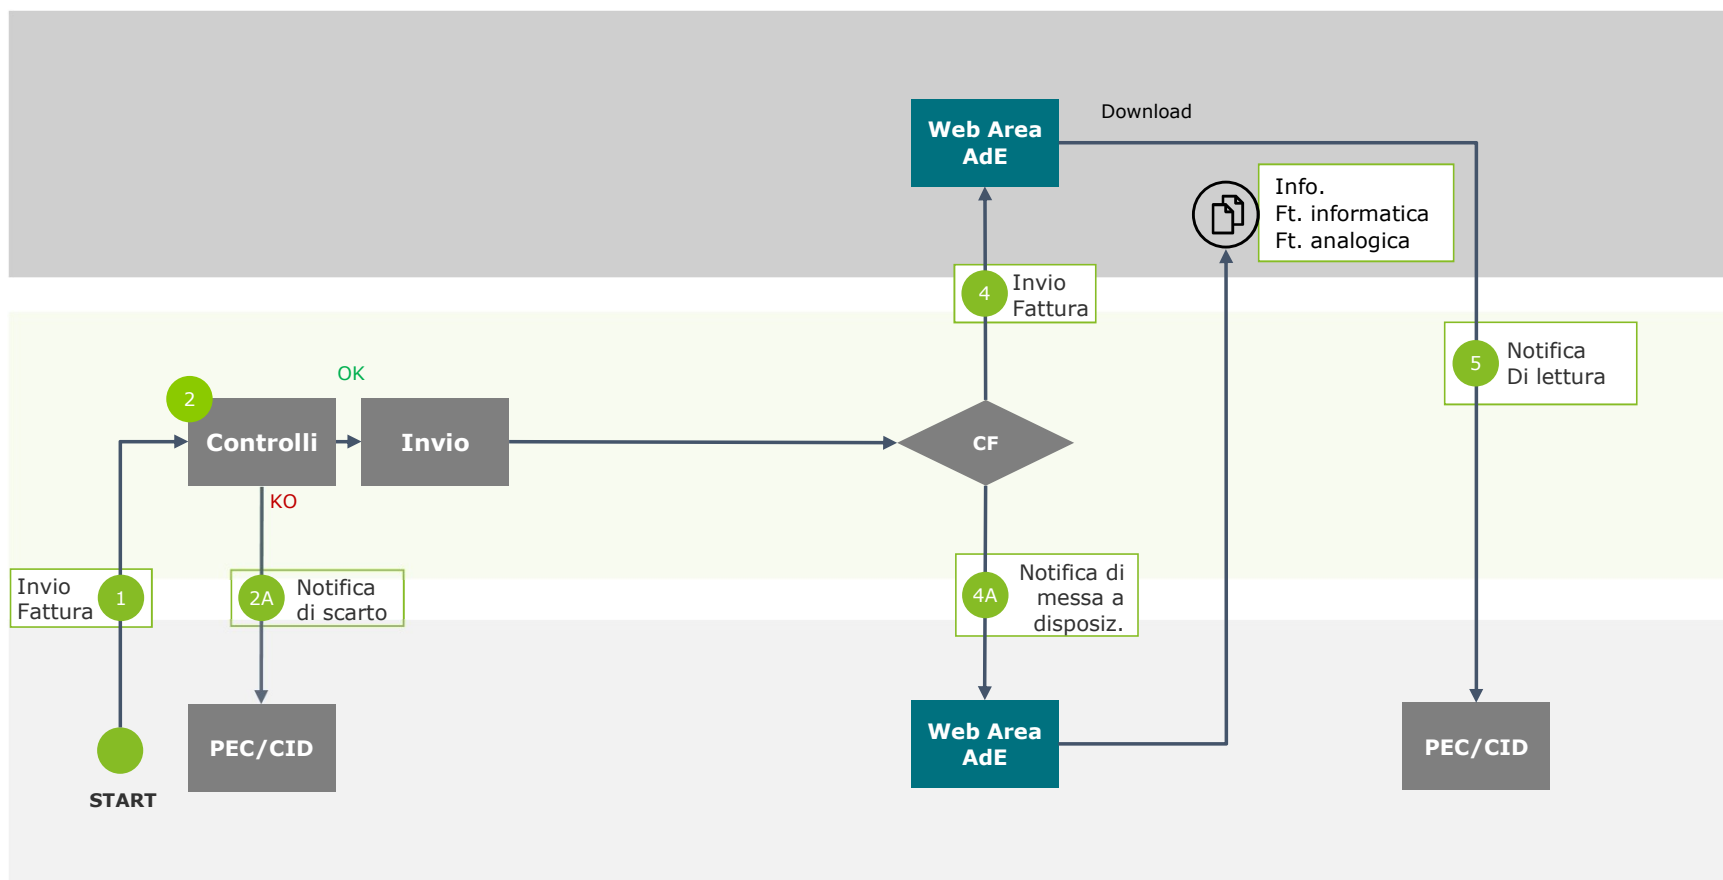 Web Area
AdE
Download
Info.
Ft. informatica
Ft. analogica
4
Invio
Fattura
5
Notifica
Di lettura
OK
2
Controlli
Invio
CF
KO
Invio
Fattura
1
2A
Notifica
di scarto
4A
Notifica di
messa a
disposiz.
PEC/CID
Web Area
AdE
PEC/CID
START